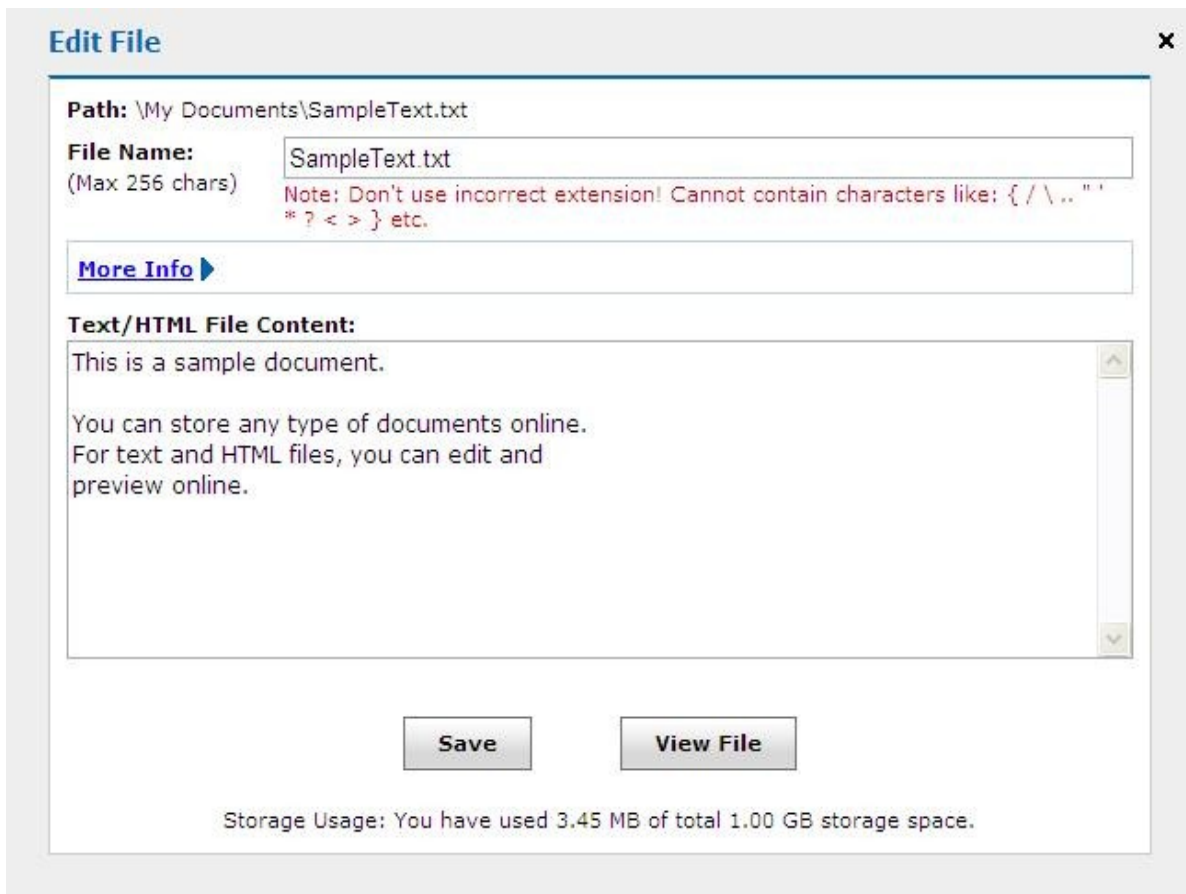 Edit File
Path: \My Documents\SampleText.txt
File Name:
(Max 256 chars)
SampleText.txt
Note: Don't use incorrect extension! Cannot contain characters like: { / \ .. " '
* ? < > } etc.
More Info
Text/HTML File Content:
This is a sample document.
You can store any type of documents online.
For text and HTML files, you can edit and
preview online.
Save
View File
Storage Usage: You have used 3.45 MB of total 1.00 GB storage space.